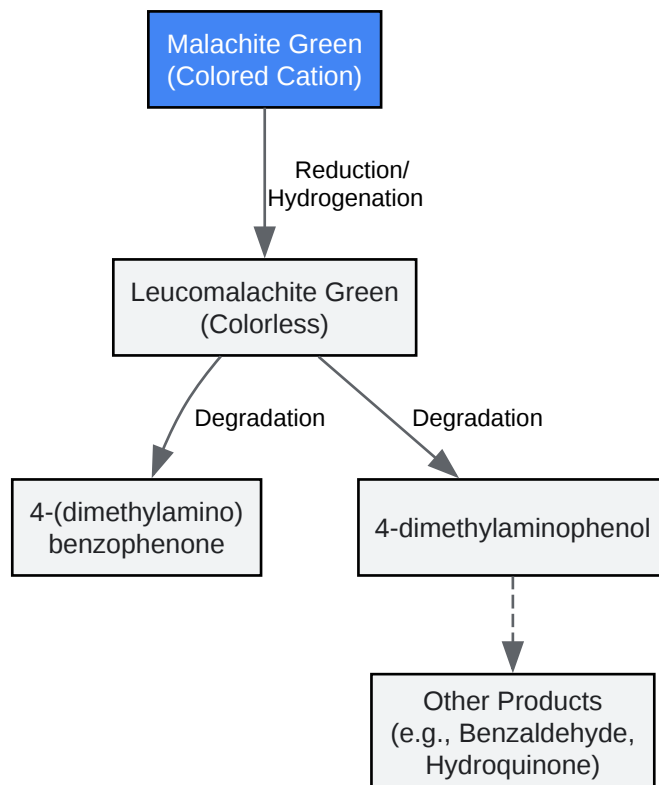 Malachite Green
(Colored Cation)
Reduction/
Hydrogenation
Leucomalachite Green
(Colorless)
Degradation
Degradation
4-(dimethylamino)
benzophenone
4-dimethylaminophenol
Other Products
(e.g., Benzaldehyde,
Hydroquinone)